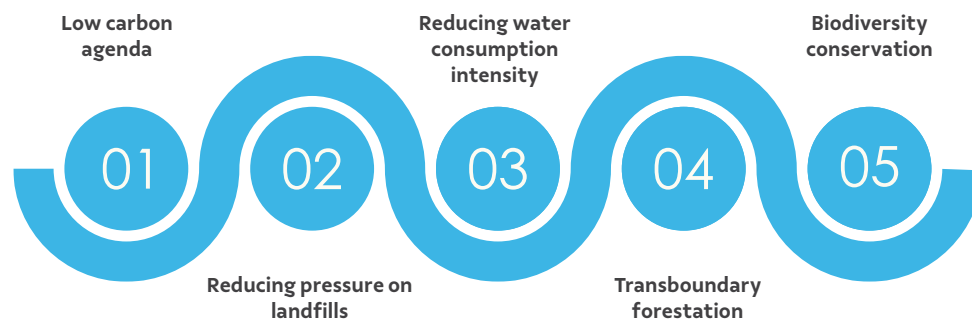 Low carbon
agenda
01
Reducing pressure on
landfills
02
Reducing water
consumption
intensity
03
Transboundary
forestation
04
Biodiversity
conservation
05